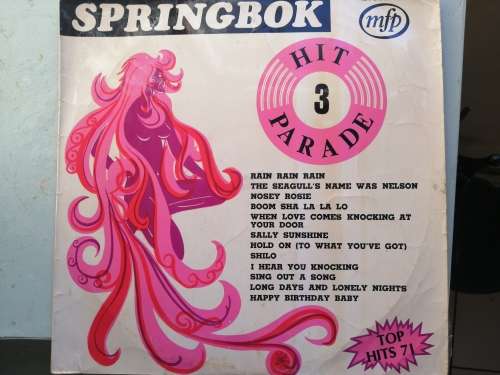 SPRINGBOK
mfp
HIT
3
PARADE
RAIN RAIN RAIN
THE SEAGULL'S NAME WAS NELSON
NOSEY ROSIE
BOOM SHA LA LA LO
WHEN LOVE COMES KNOCKING AT
YOUR DOOR
SALLY SUNSHINE
HOLD ON (TO WHAT YOU'VE GOT)
SHILO
I HEAR YOU KNOCKING
SING OUT A SONG
LONG DAYS AND LONELY NIGHTS
HAPPY BIRTHDAY BABY
TOP
HITS 71